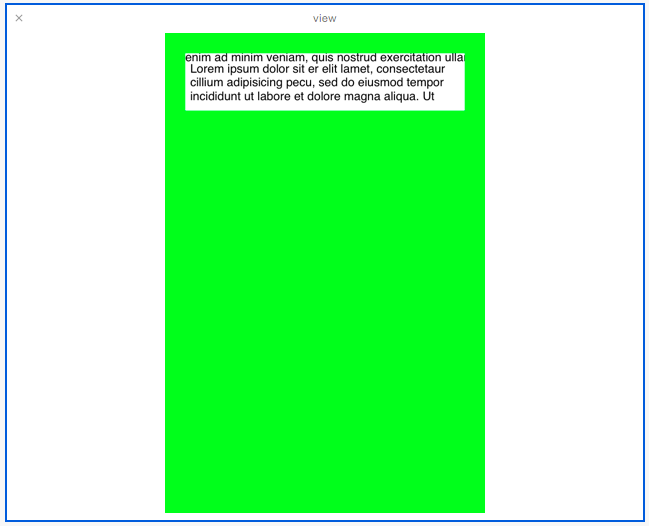 view
enim ad minim veniam, quis nostrud exercitation
Lorem ipsum dolor sit er elit lamet, consectetaur
cillium adipisicing pecu, sed do eiusmod tempor
incididunt ut labore et dolore magna aliqua. Ut